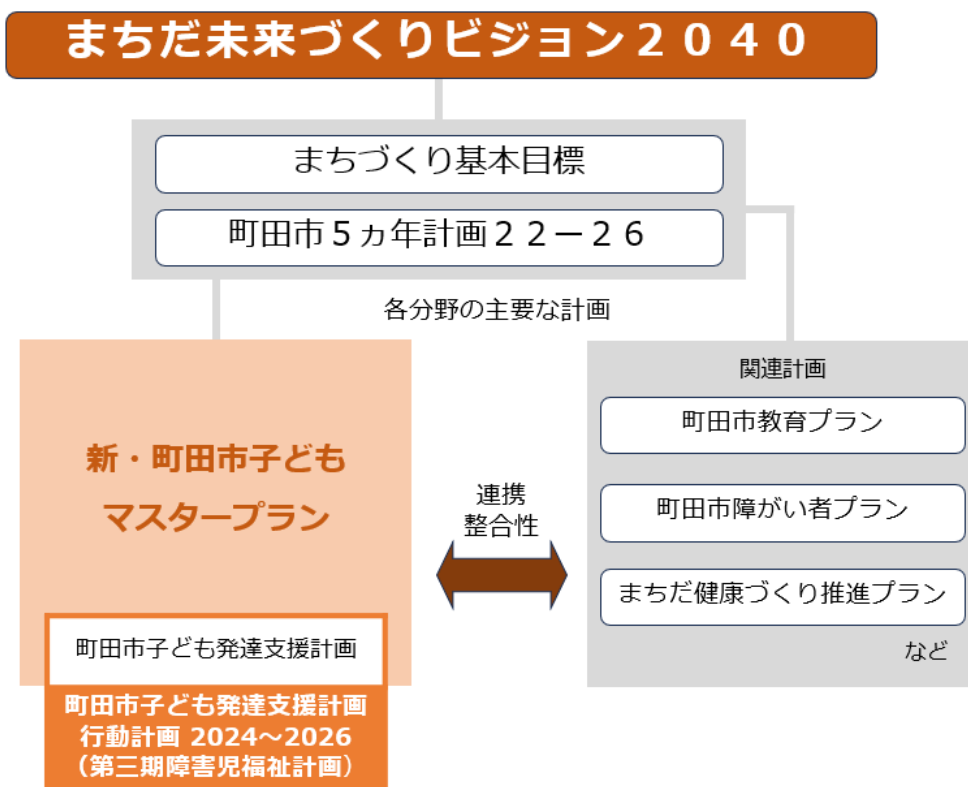 まちだ未来づくりビジョン２０４０
まちづくり基本目標
町田市５ヵ年計画２２ー２６
各分野の主要な計画
新・町田市子ども
マスタープラン
町田市子ども発達支援計画
町田市子ども発達支援計画
行動計画 2024～2026
（第三期障害児福祉計画）
連携
整合性
関連計画
町田市教育プラン
町田市障がい者プラン
まちだ健康づくり推進プラン
など